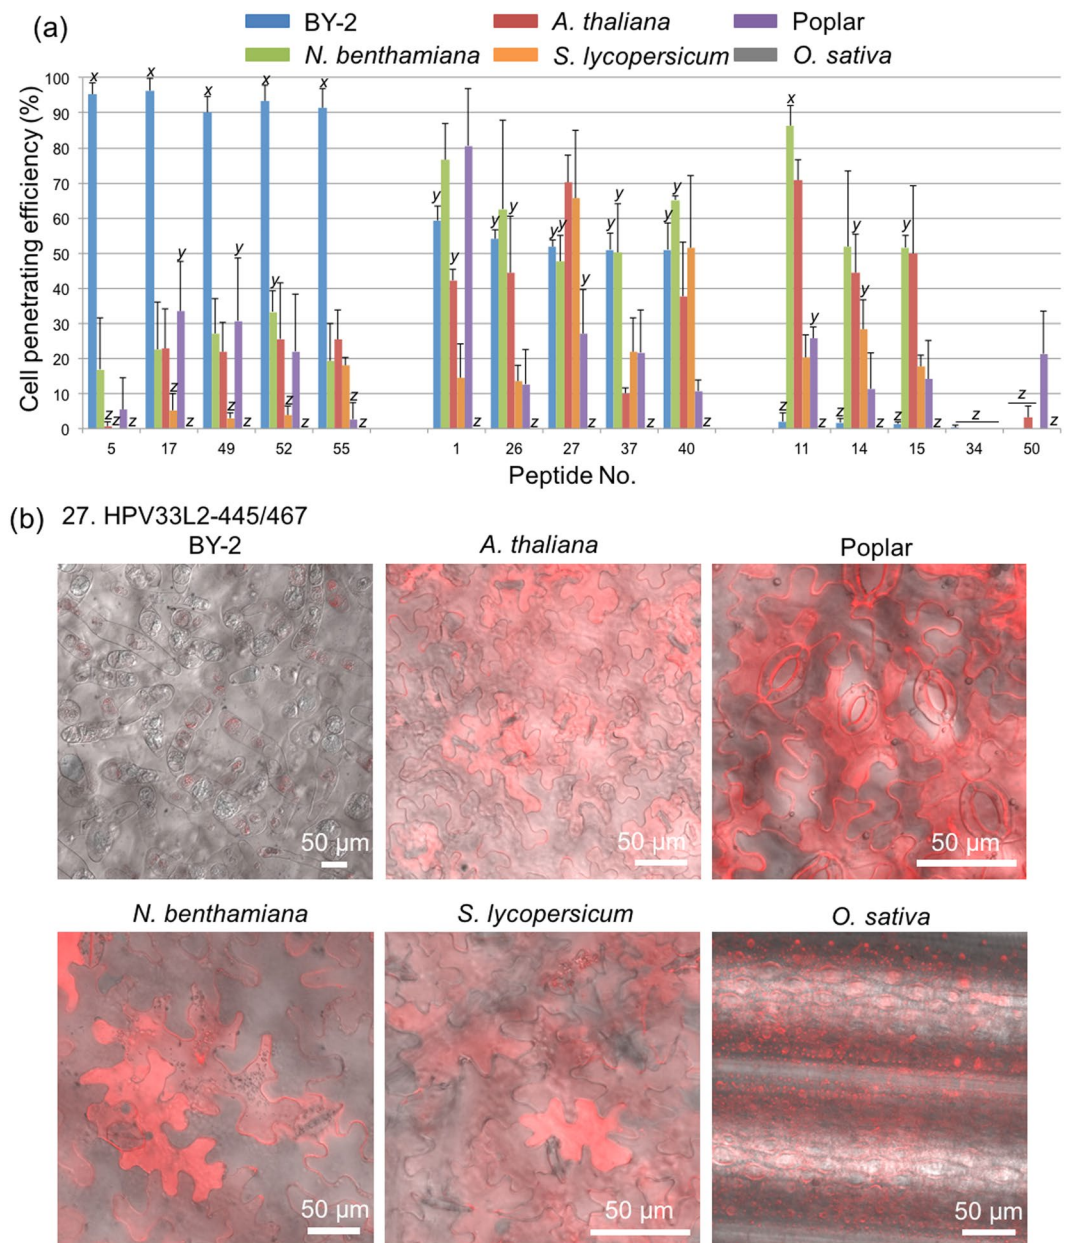 (a)
BY-2 A. thaliana Poplar
N. benthamiana S. lycopersicum O. sativa
Cell penetrating efficiency (%)
100
90
80
70
60
50
40
30
20
10
0
x x x x x
z z z y z z y z z y z z z z
y y z y y z y y y z y y z y y z
z x y z z y y z z y z z z z
5 17 49 52 55 1 26 27 37 40 11 14 15 34 50
Peptide No.
(b) 27. HPV33L2-445/467
BY-2 A. thaliana Poplar
50 µm 50 µm 50 µm
N. benthamiana S. lycopersicum O. sativa
50 µm 50 µm 50 µm